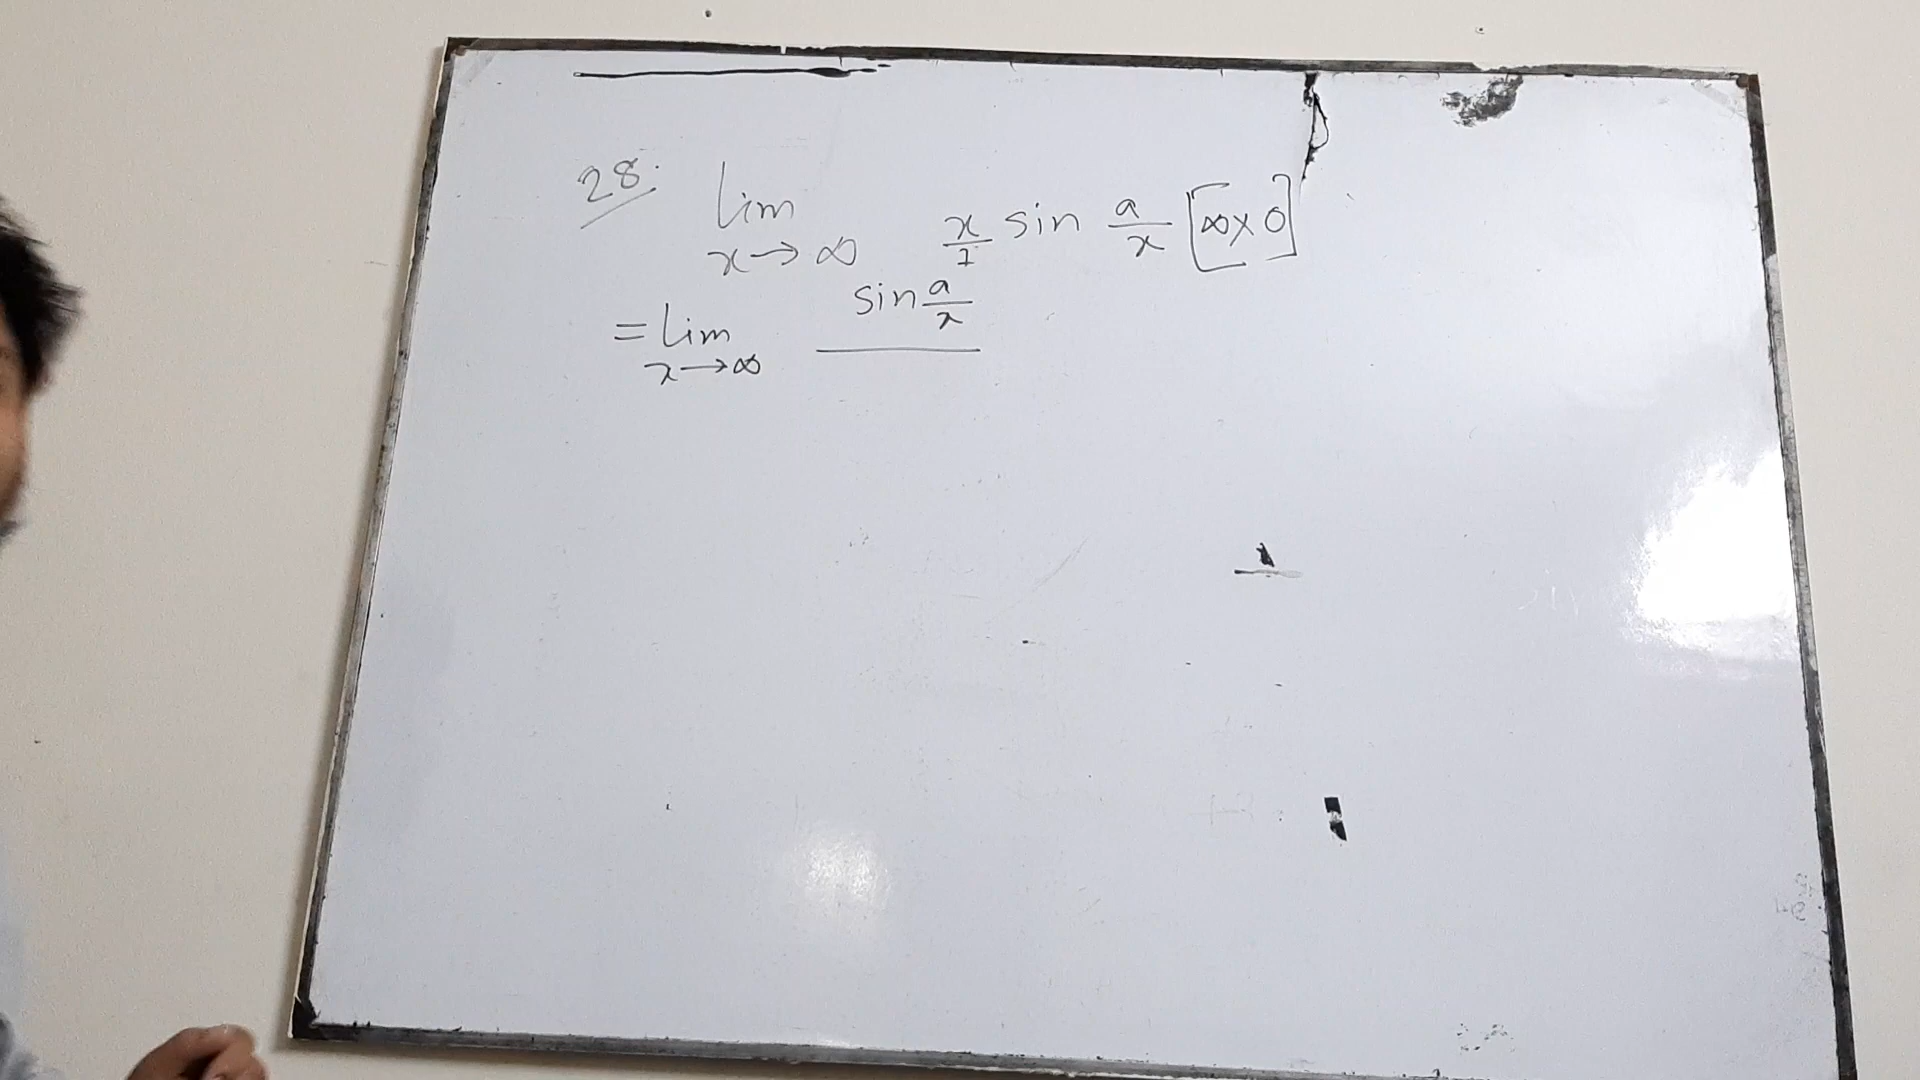 28. lim x→∞ x/1 sin a/x [∞×0]
= lim x→∞ sin a/x